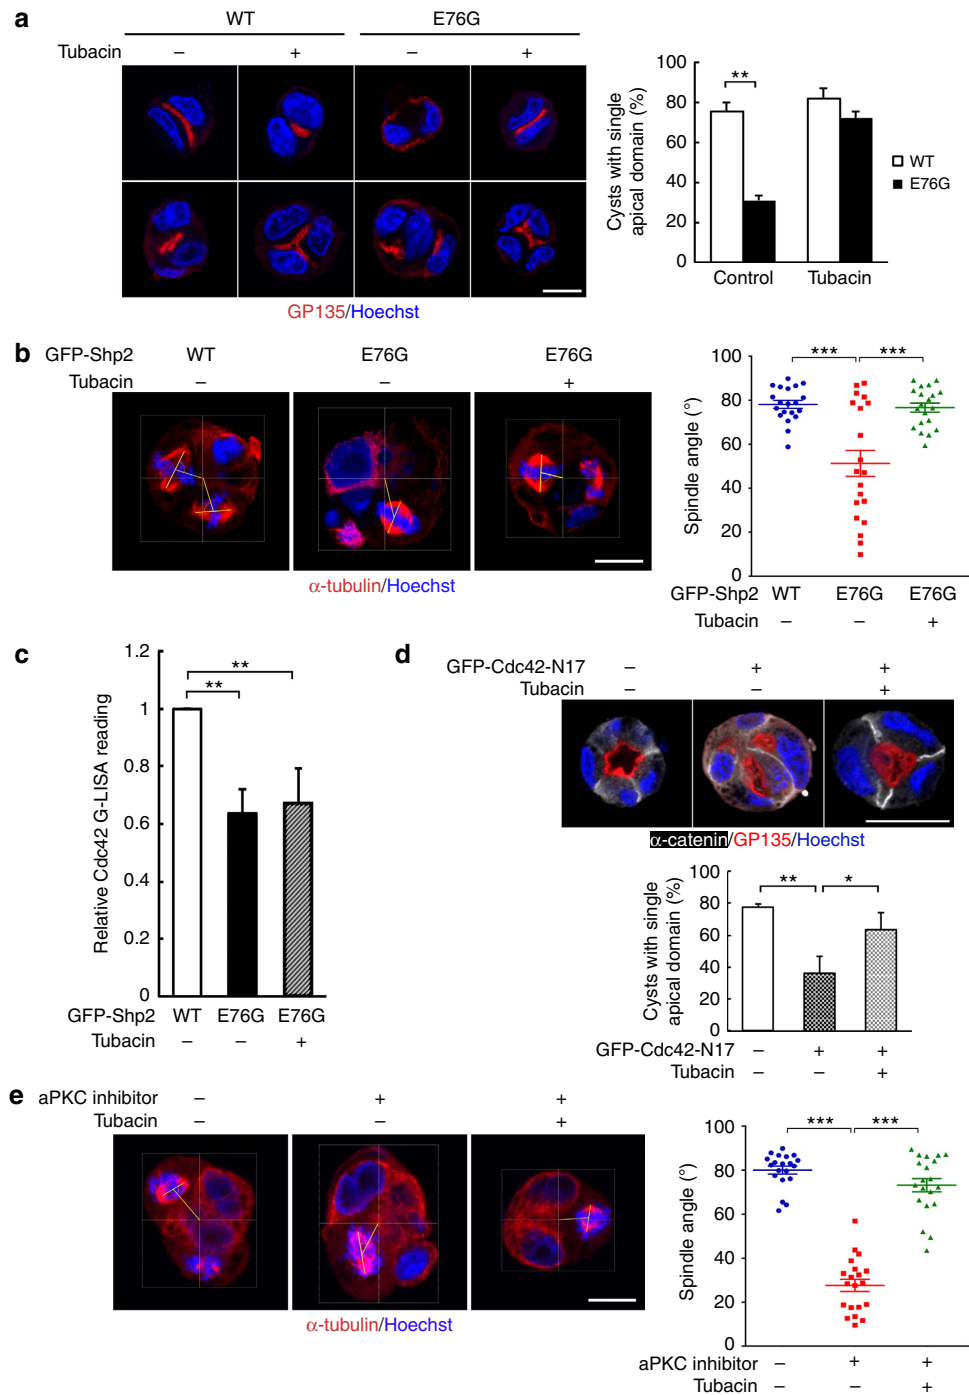 a
WT E76G
Tubacin – + – +
GP135/Hoechst
Cysts with single apical domain (%)
100
80
60
40
20
0
**
WT
E76G
Control Tubacin
b
GFP-Shp2 WT E76G E76G
Tubacin – – +
α-tubulin/Hoechst
Spindle angle (°)
100
80
60
40
20
0
*** ***
GFP-Shp2 WT E76G E76G
Tubacin – – +
c
Relative Cdc42 G-LISA reading
1.2
1
0.8
0.6
0.4
0.2
0
**
**
GFP-Shp2 WT E76G E76G
Tubacin – – +
d
GFP-Cdc42-N17 – + +
Tubacin – – +
α-catenin/GP135/Hoechst
Cysts with single apical domain (%)
100
80
60
40
20
0
** *
GFP-Cdc42-N17 – + +
Tubacin – – +
e
aPKC inhibitor – + +
Tubacin – – +
α-tubulin/Hoechst
Spindle angle (°)
100
80
60
40
20
0
*** ***
aPKC inhibitor – + +
Tubacin – – +